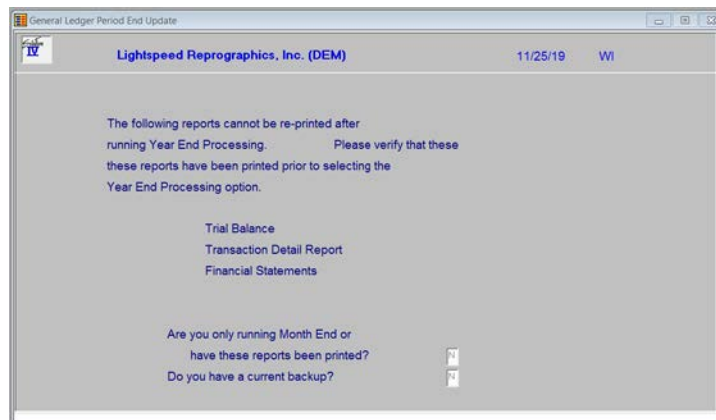 General Ledger Period End Update
IV
Lightspeed Reprographics, Inc. (DEM) 11/25/19 WI
The following reports cannot be re-printed after
running Year End Processing. Please verify that these
these reports have been printed prior to selecting the
Year End Processing option.
Trial Balance
Transaction Detail Report
Financial Statements
Are you only running Month End or
have these reports been printed? N
Do you have a current backup? N